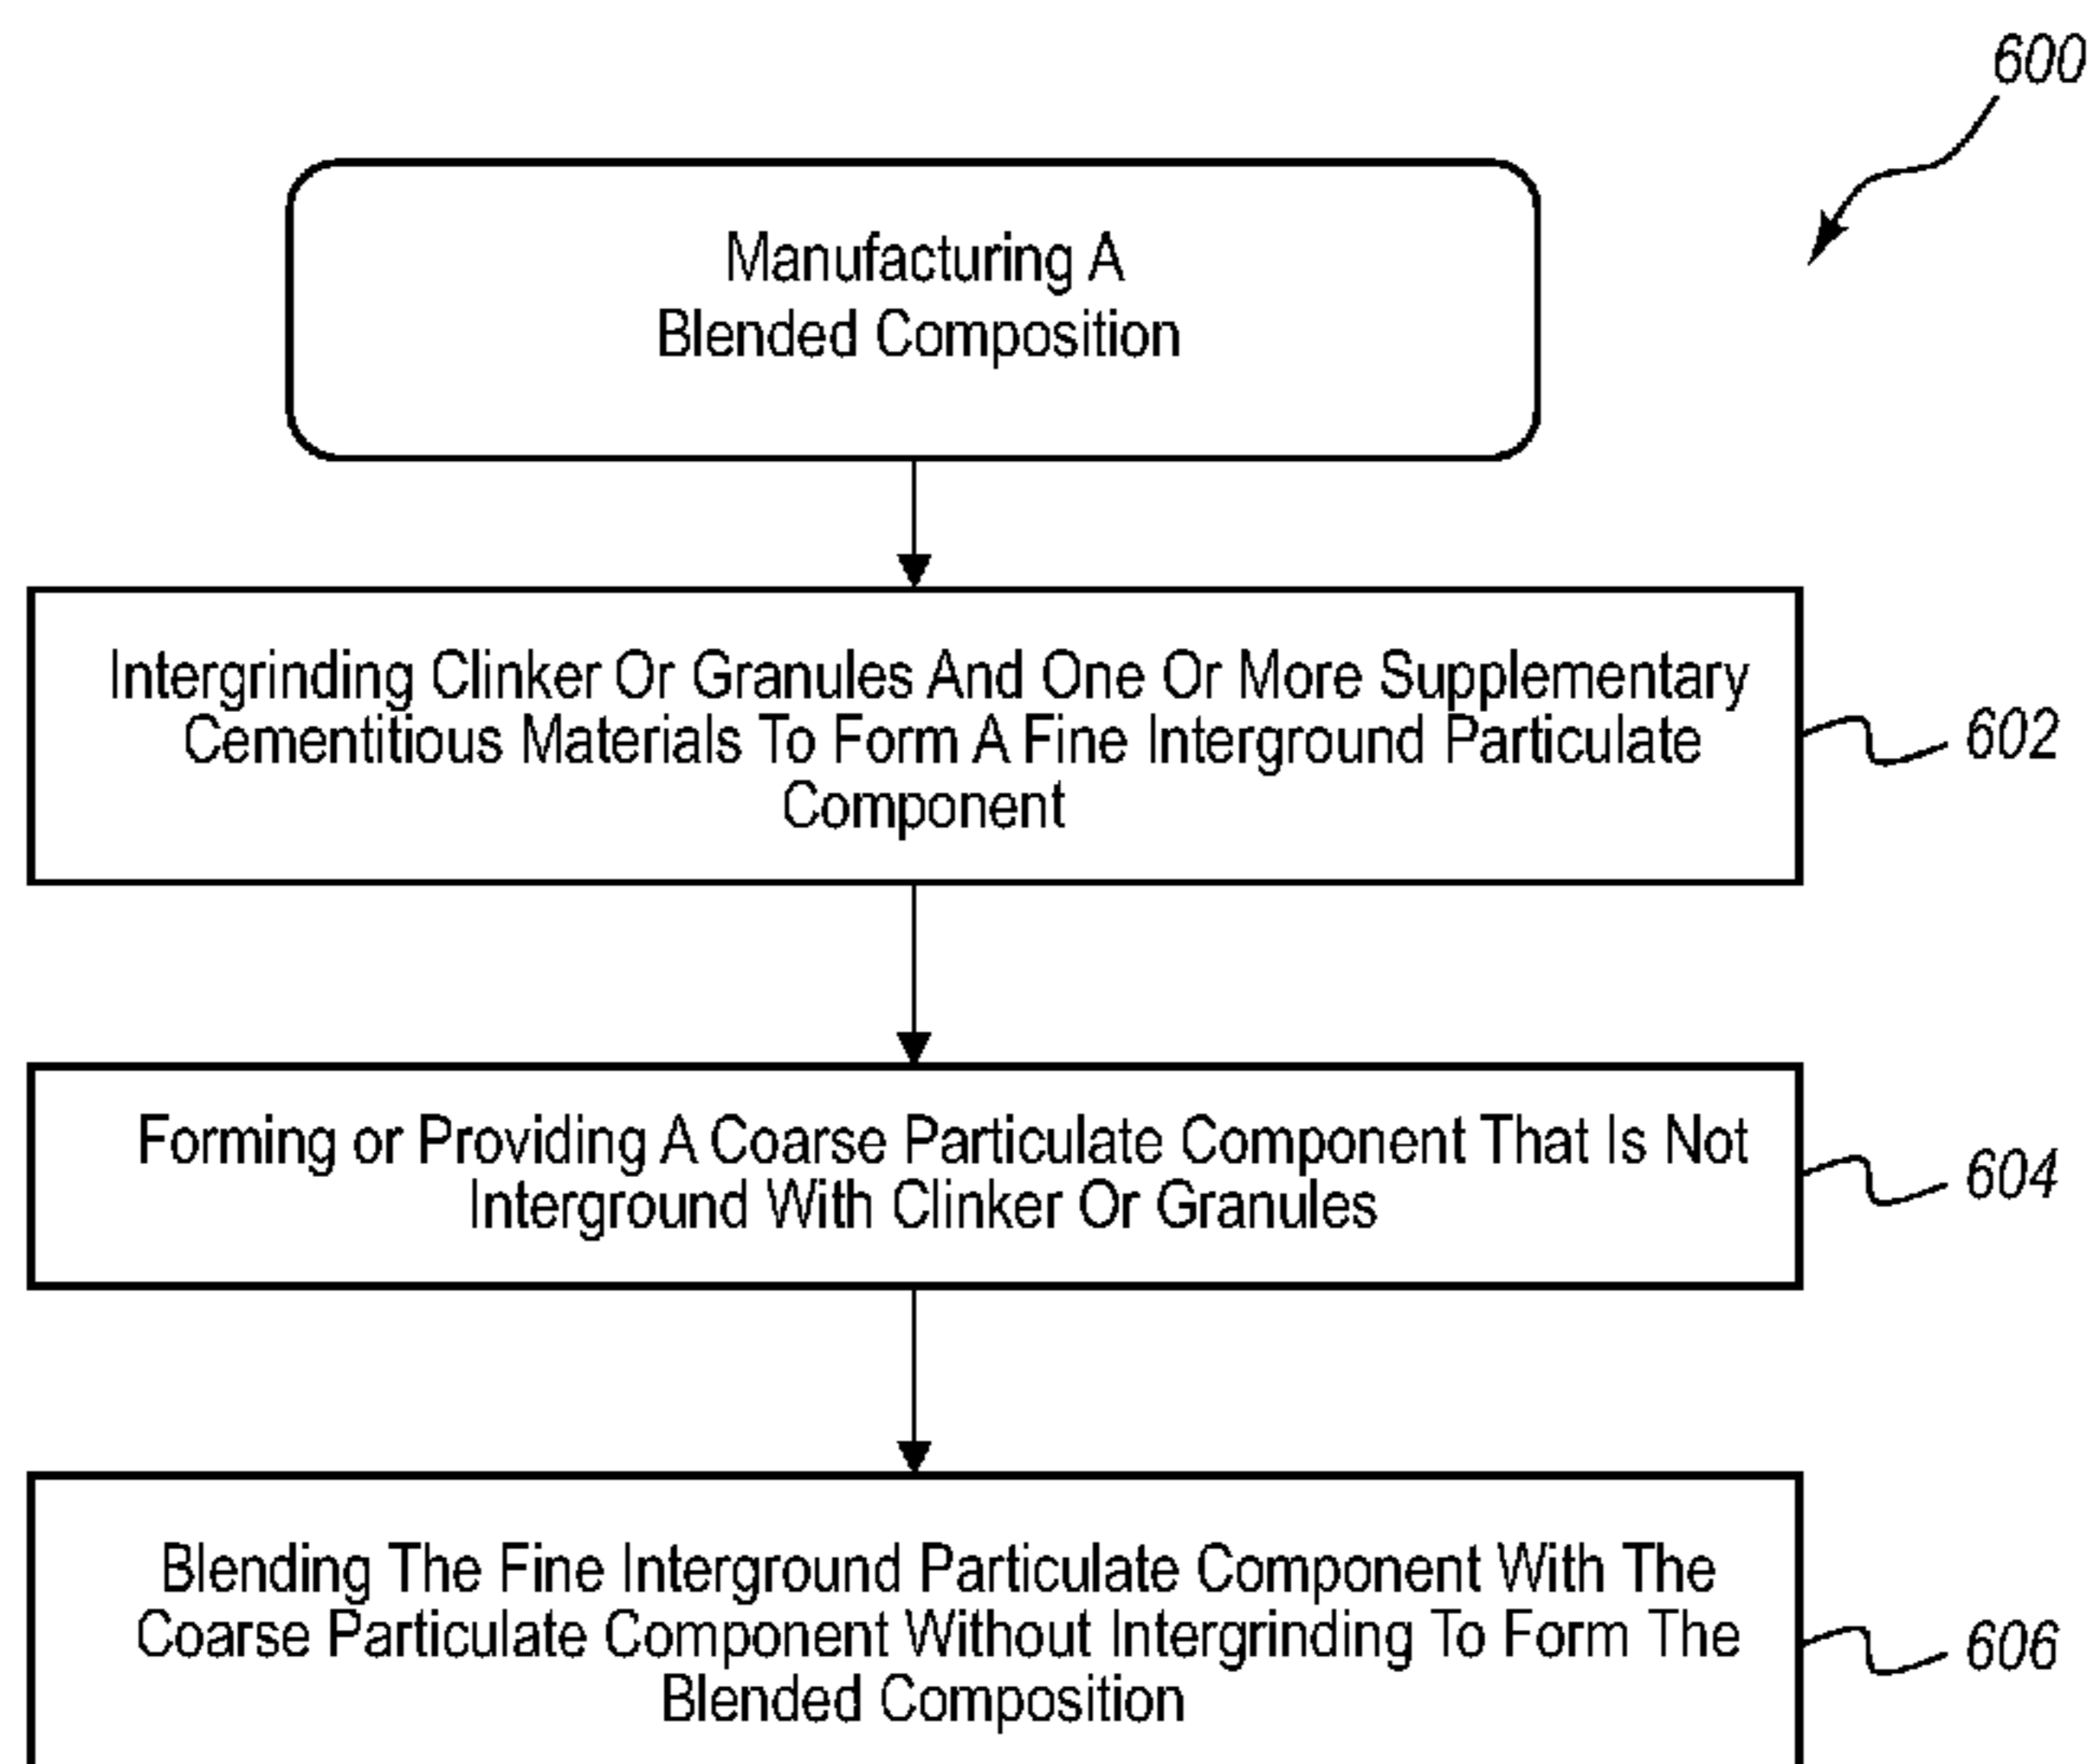 600
Manufacturing A
Blended Composition
Intergrinding Clinker Or Granules And One Or More Supplementary
Cementitious Materials To Form A Fine Interground Particulate
Component
602
Forming or Providing A Coarse Particulate Component That Is Not
Interground With Clinker Or Granules
604
Blending The Fine Interground Particulate Component With The
Coarse Particulate Component Without Intergrinding To Form The
Blended Composition
606